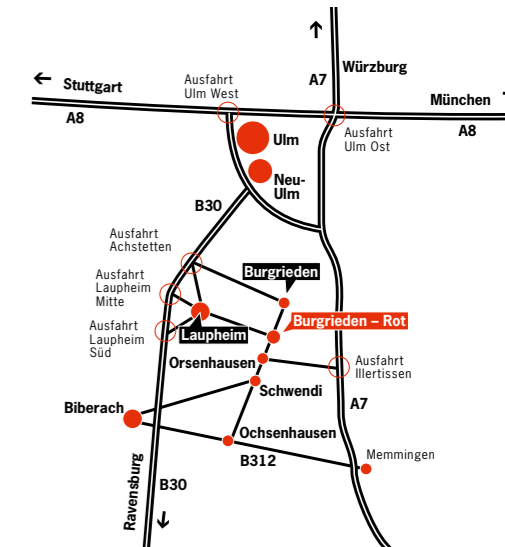 Würzburg
A7
Stuttgart
A8
Ausfahrt
Ulm West
München
A8
Ausfahrt
Ulm Ost
Ulm
Neu-
Ulm
B30
Ausfahrt
Achstetten
Burgrieden
Ausfahrt
Laupheim
Mitte
Burgrieden – Rot
Ausfahrt
Laupheim
Süd
Laupheim
Orsenhausen
Ausfahrt
Illertissen
Schwendi
A7
Biberach
Ochsenhausen
B312
Memmingen
Ravensburg
B30